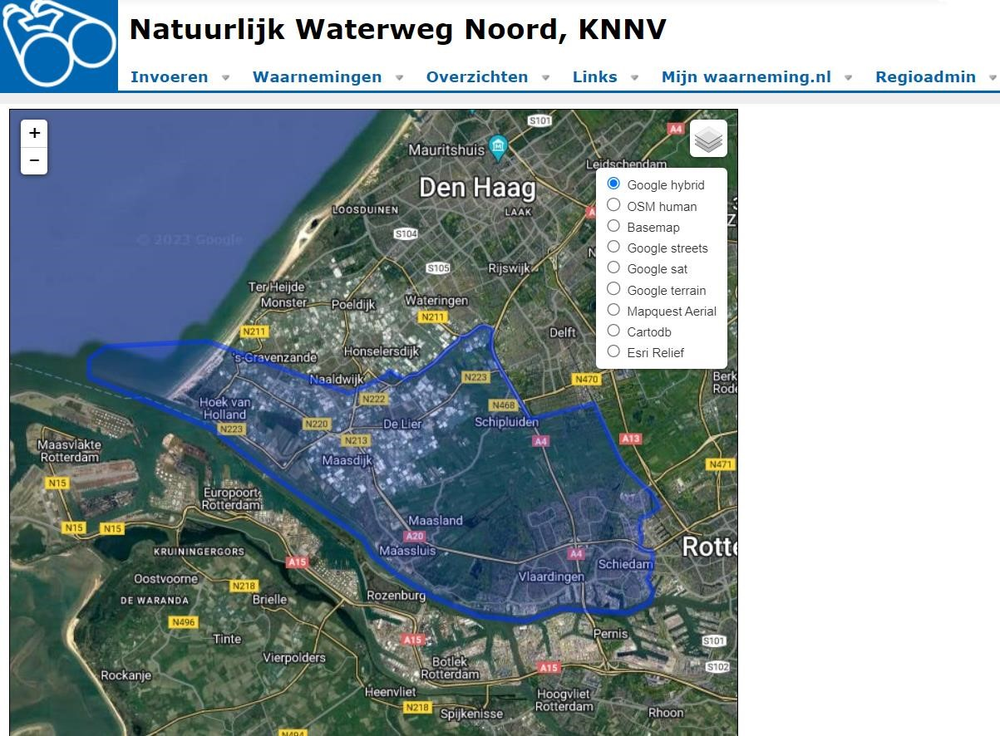 Natuurlijk Waterweg Noord, KNNV
Invoeren Waarnemingen Overzichten Links Mijn waarneming.nl Regioadmin
+
−
S101
A4
Mauritshuis
Leidschendam
Den Haag
LOOSDUINEN
LAAK
Google hybrid
OSM human
Basemap
Google streets
Google sat
Google terrain
Mapquest Aerial
Cartodb
Esri Relief
S104
© 2023 Google
S105
Rijswijk
Ter Heijde
Monster
Poeldijk
Wateringen
N211
N211
Delft
's-Gravenzande
Honselersdijk
Naaldwijk
N223
N470
Berk
Rode
N222
Hoek van
Holland
N468
N223
N220
De Lier
Schipluiden
N213
A4
A13
Maasvlakte
Rotterdam
Maasdijk
N471
N15
Europoort-
Rotterdam
Maasland
N15
N15
A20
Maassluis
A4
Rotte
KRUININGERGORS
A15
Schiedam
Oostvoorne
Vlaardingen
N218
DE WARANDA
Brielle
Rozenburg
N496
Tinte
A15
Pernis
S101
Vierpolders
Botlek
Rotterdam
A15
S102
Rockanje
Heenvliet
Hoogvliet
Rotterdam
N218
Spijkenisse
Rhoon
N494